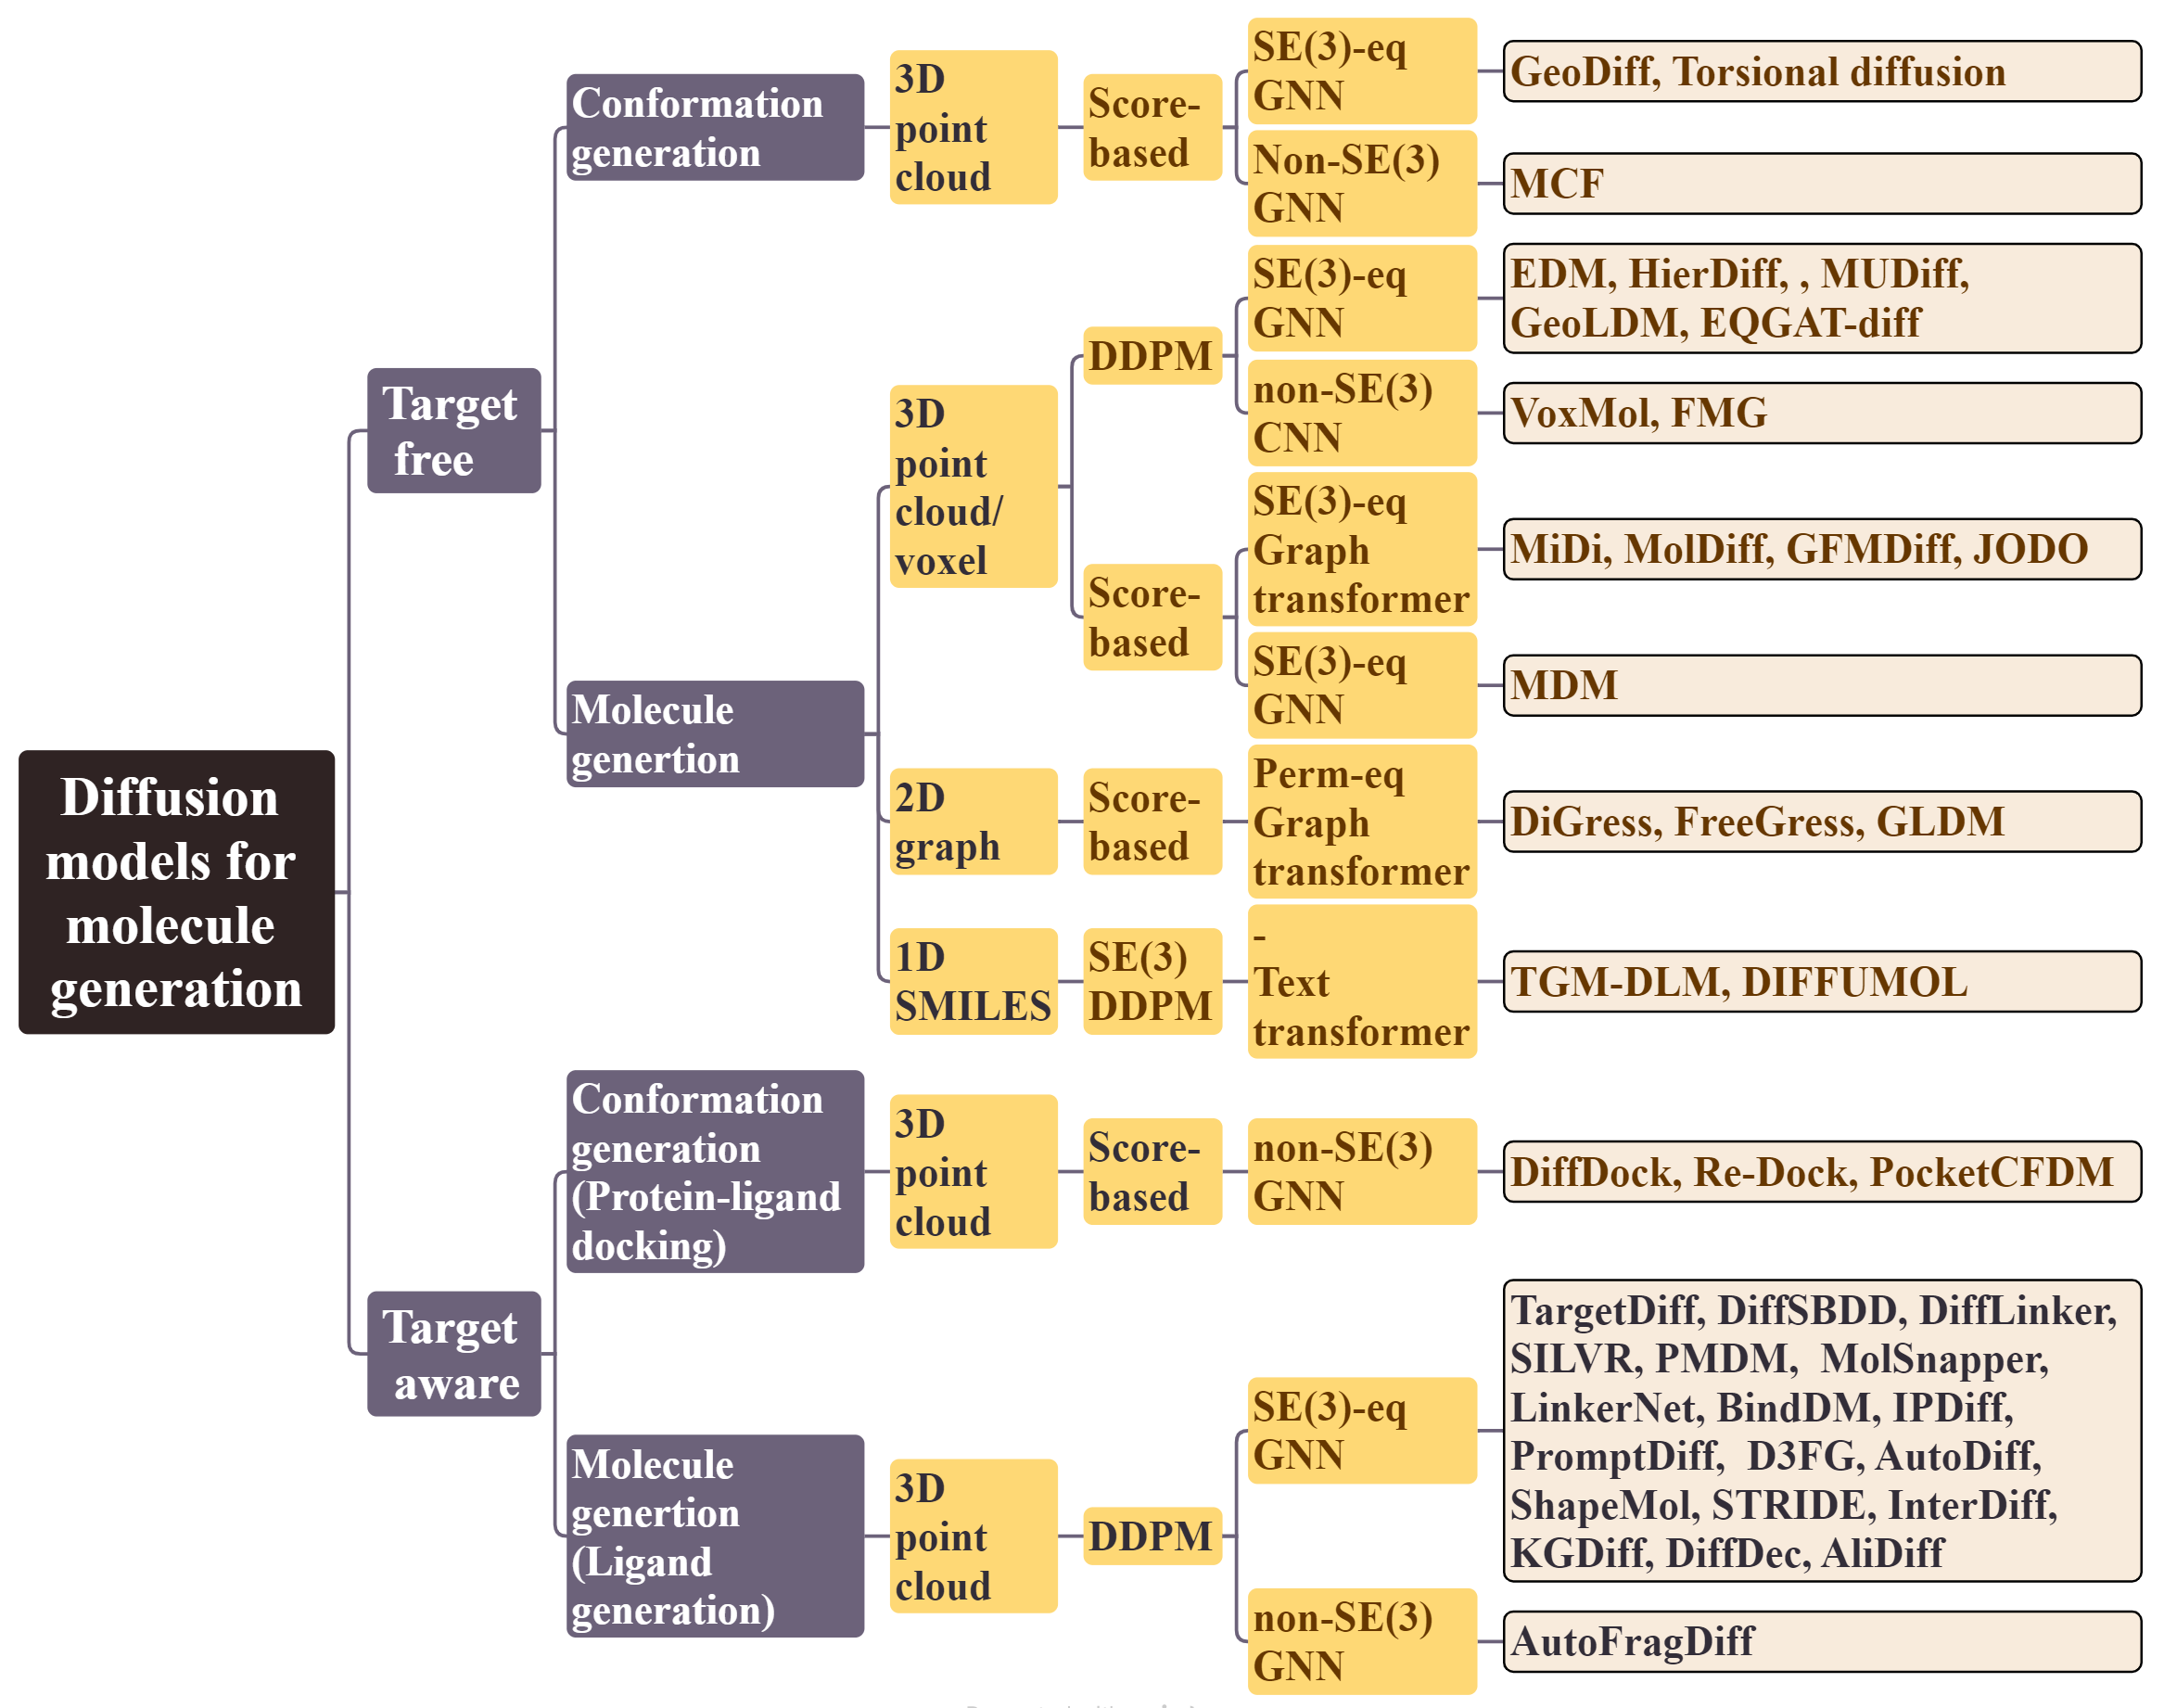 Diffusion
models for
molecule
generation
Target
free
Conformation
generation
3D
point
cloud
Score-
based
SE(3)-eq
GNN
GeoDiff, Torsional diffusion
Non-SE(3)
GNN
MCF
Molecule
genertion
3D
point
cloud/
voxel
DDPM
SE(3)-eq
GNN
EDM, HierDiff, , MUDiff,
GeoLDM, EQGAT-diff
non-SE(3)
CNN
VoxMol, FMG
Score-
based
SE(3)-eq
Graph
transformer
MiDi, MolDiff, GFMDiff, JODO
SE(3)-eq
GNN
MDM
2D
graph
Score-
based
Perm-eq
Graph
transformer
DiGress, FreeGress, GLDM
1D
SMILES
SE(3)
DDPM
-
Text
transformer
TGM-DLM, DIFFUMOL
Target
aware
Conformation
generation
(Protein-ligand
docking)
3D
point
cloud
Score-
based
non-SE(3)
GNN
DiffDock, Re-Dock, PocketCFDM
Molecule
genertion
(Ligand
generation)
3D
point
cloud
DDPM
SE(3)-eq
GNN
TargetDiff, DiffSBDD, DiffLinker,
SILVR, PMDM,  MolSnapper,
LinkerNet, BindDM, IPDiff,
PromptDiff,  D3FG, AutoDiff,
ShapeMol, STRIDE, InterDiff,
KGDiff, DiffDec, AliDiff
non-SE(3)
GNN
AutoFragDiff